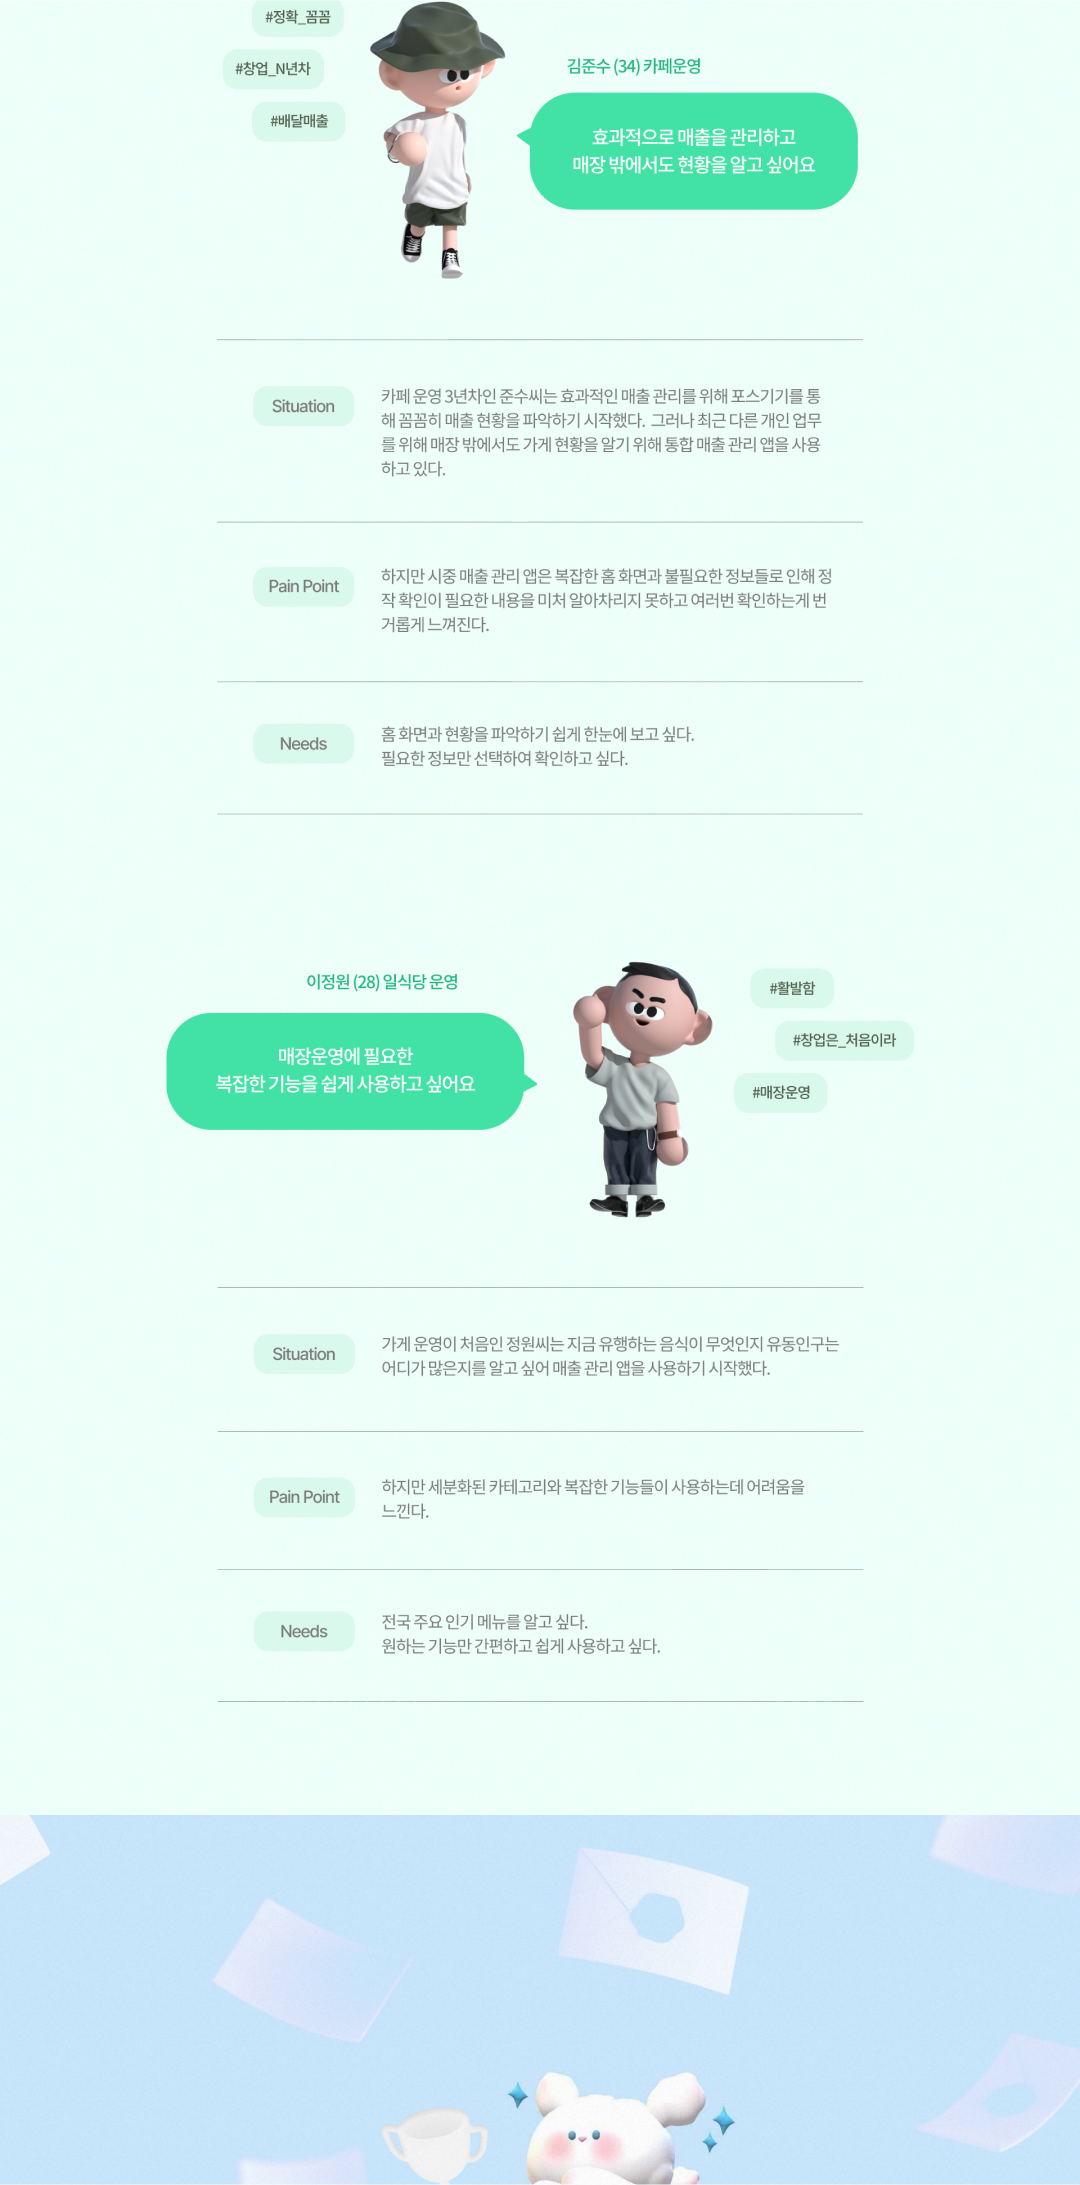 #정확_꼼꼼
#창업_N년차
#배달매출
김준수 (34) 카페운영
효과적으로 매출을 관리하고
매장 밖에서도 현황을 알고 싶어요
Situation
카페 운영 3년차인 준수씨는 효과적인 매출 관리를 위해 포스기기를 통
해 꼼꼼히 매출 현황을 파악하기 시작했다. 그러나 최근 다른 개인 업무
를 위해 매장 밖에서도 가게 현황을 알기 위해 통합 매출 관리 앱을 사용
하고 있다.
Pain Point
하지만 시중 매출 관리 앱은 복잡한 홈 화면과 불필요한 정보들로 인해 정
작 확인이 필요한 내용을 미처 알아차리지 못하고 여러번 확인하는게 번
거롭게 느껴진다.
Needs
홈 화면과 현황을 파악하기 쉽게 한눈에 보고 싶다.
필요한 정보만 선택하여 확인하고 싶다.
이정원 (28) 일식당 운영
매장운영에 필요한
복잡한 기능을 쉽게 사용하고 싶어요
#활발함
#창업은_처음이라
#매장운영
Situation
가게 운영이 처음인 정원씨는 지금 유행하는 음식이 무엇인지 유동인구는
어디가 많은지를 알고 싶어 매출 관리 앱을 사용하기 시작했다.
Pain Point
하지만 세분화된 카테고리와 복잡한 기능들이 사용하는데 어려움을
느낀다.
Needs
전국 주요 인기 메뉴를 알고 싶다.
원하는 기능만 간편하고 쉽게 사용하고 싶다.